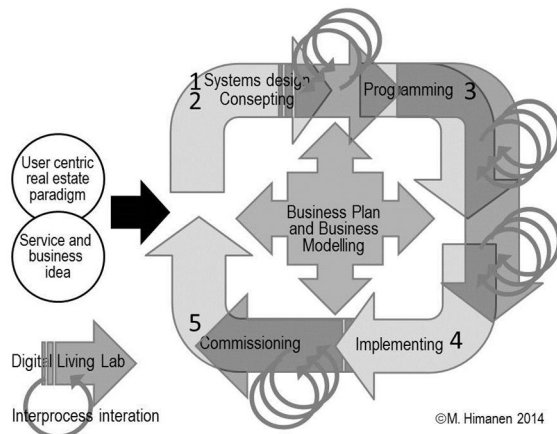 1 Systems design
2 Consepting
Programming 3
User centric
real estate
paradigm
Service and
business
idea
Business Plan
and Business
Modelling
5
Commissioning
Implementing 4
Digital Living Lab
Interprocess interation
©M. Himanen 2014